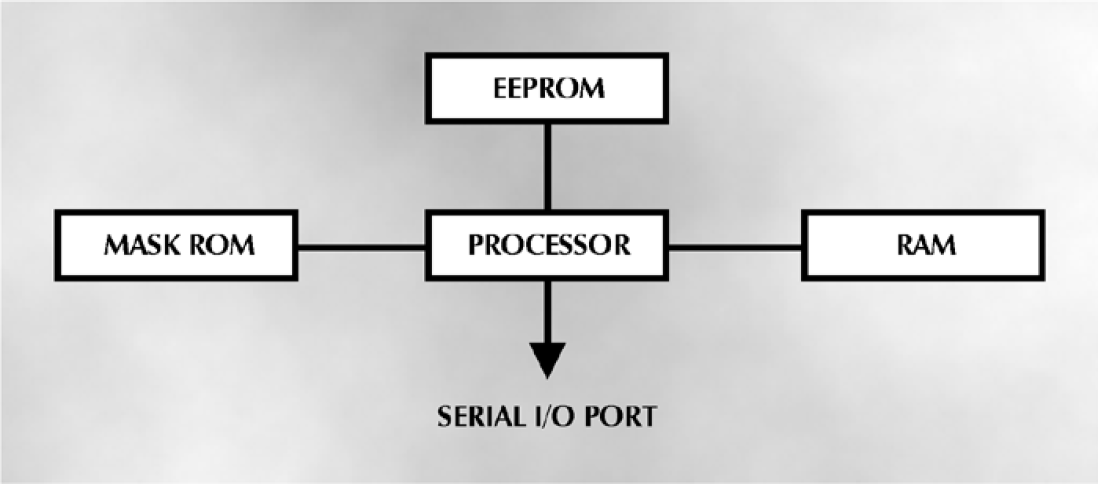 EEPROM
MASK ROM
PROCESSOR
RAM
SERIAL I/O PORT